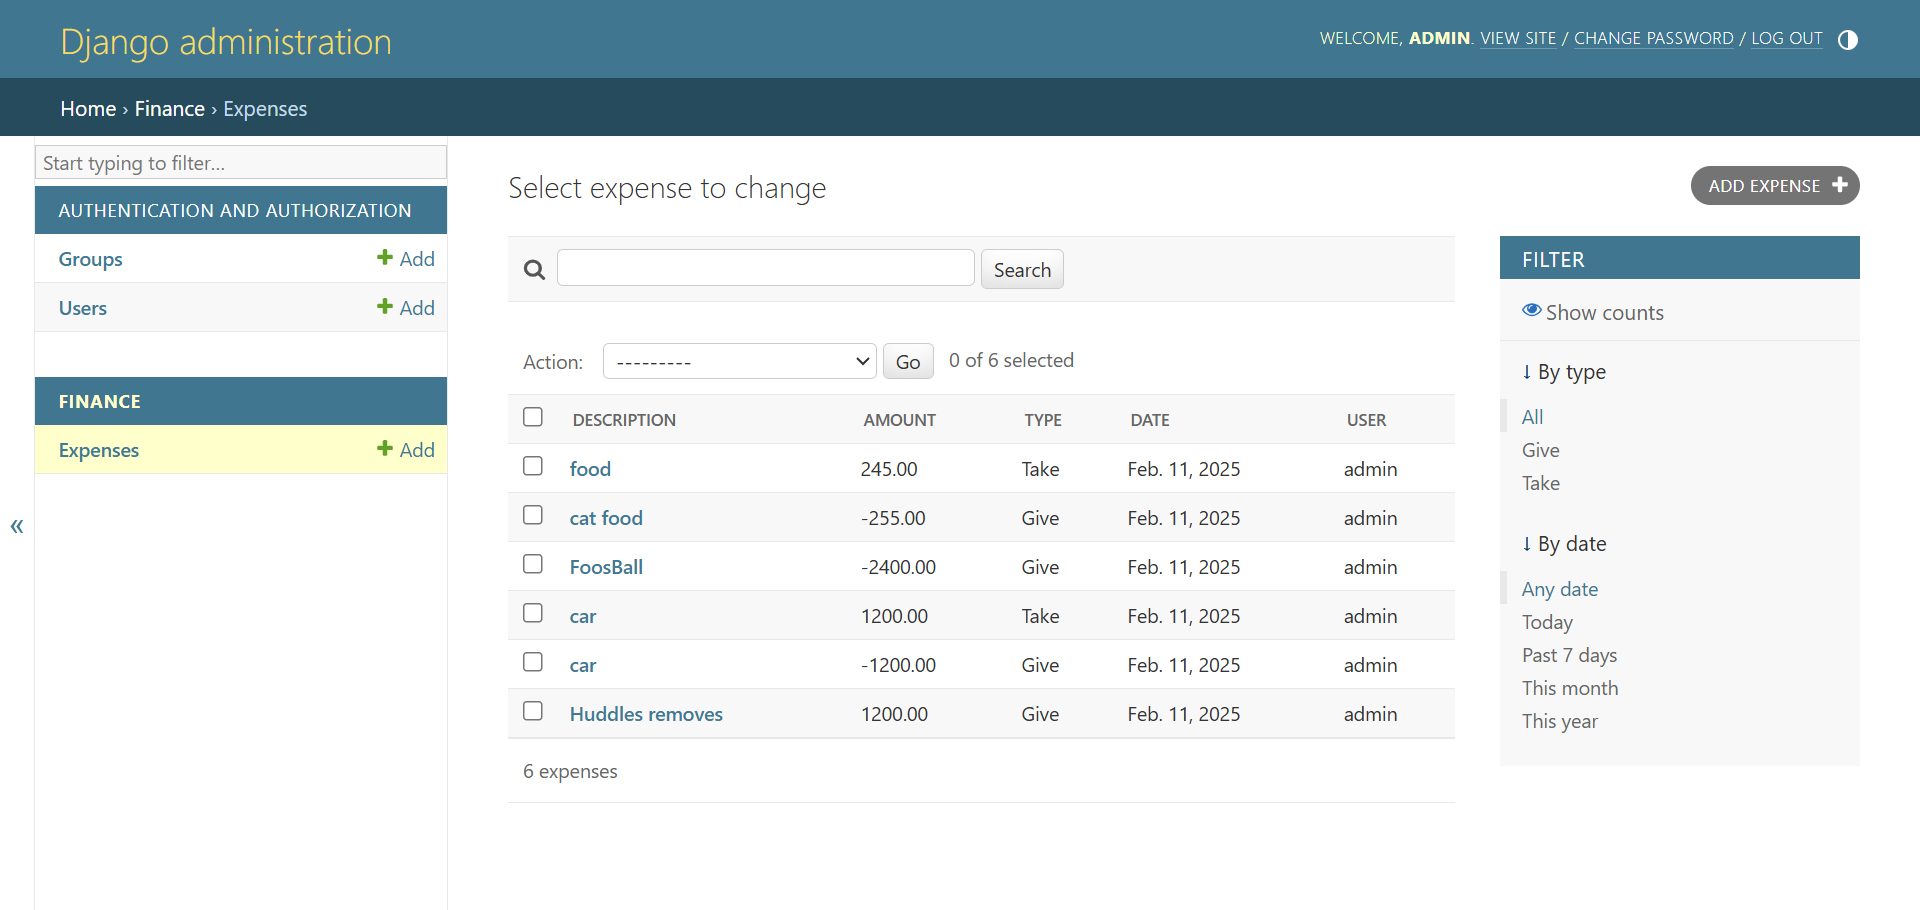 Django administration
WELCOME, ADMIN. VIEW SITE / CHANGE PASSWORD / LOG OUT
Home › Finance › Expenses
Start typing to filter...
AUTHENTICATION AND AUTHORIZATION
Groups + Add
Users + Add
FINANCE
Expenses + Add
«
Select expense to change
ADD EXPENSE +
Search
Action: --------- Go 0 of 6 selected
DESCRIPTION AMOUNT TYPE DATE USER
food 245.00 Take Feb. 11, 2025 admin
cat food -255.00 Give Feb. 11, 2025 admin
FoosBall -2400.00 Give Feb. 11, 2025 admin
car 1200.00 Take Feb. 11, 2025 admin
car -1200.00 Give Feb. 11, 2025 admin
Huddles removes 1200.00 Give Feb. 11, 2025 admin
6 expenses
FILTER
Show counts
↓ By type
All
Give
Take
↓ By date
Any date
Today
Past 7 days
This month
This year